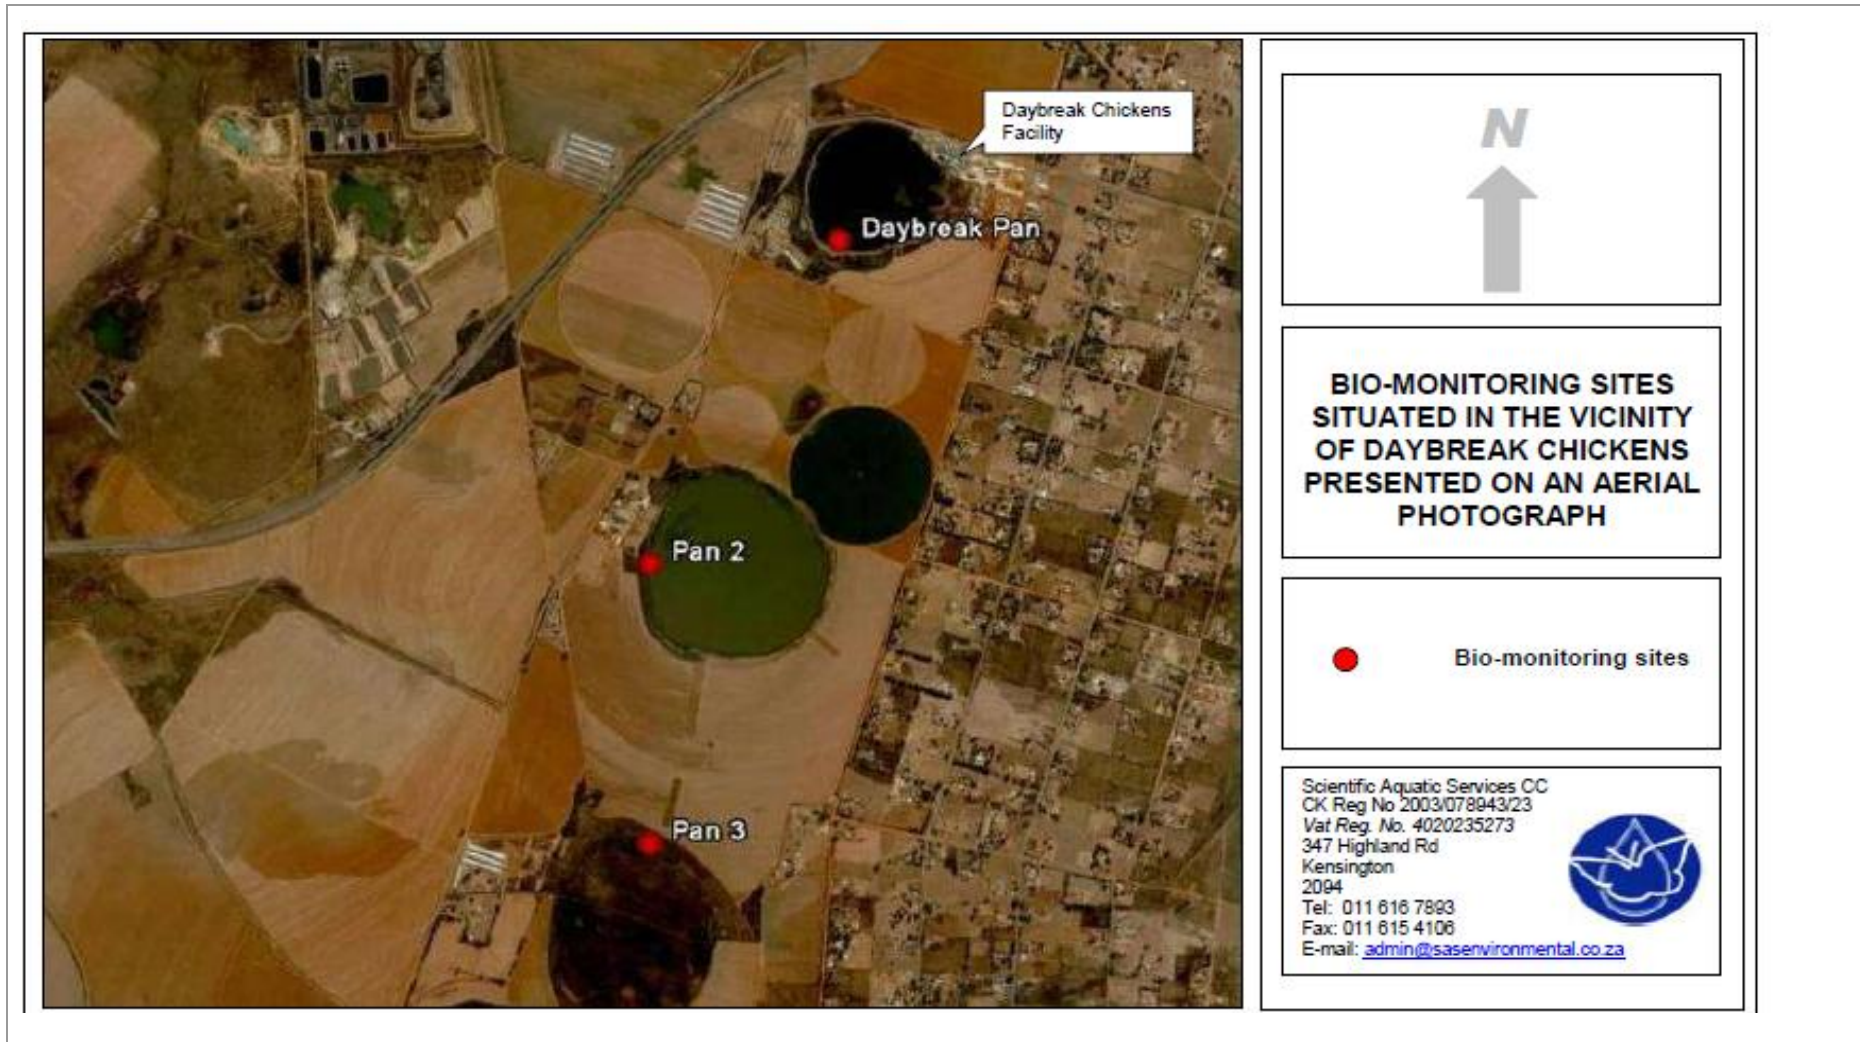 Daybreak Chickens
Facility
Daybreak Pan
Pan 2
Pan 3
N
BIO-MONITORING SITES
SITUATED IN THE VICINITY
OF DAYBREAK CHICKENS
PRESENTED ON AN AERIAL
PHOTOGRAPH
Bio-monitoring sites
Scientific Aquatic Services CC
CK Reg No 2003/078943/23
Vat Reg. No. 4020235273
347 Highland Rd
Kensington
2094
Tel: 011 616 7893
Fax: 011 615 4106
E-mail: admin@sasenvironmental.co.za